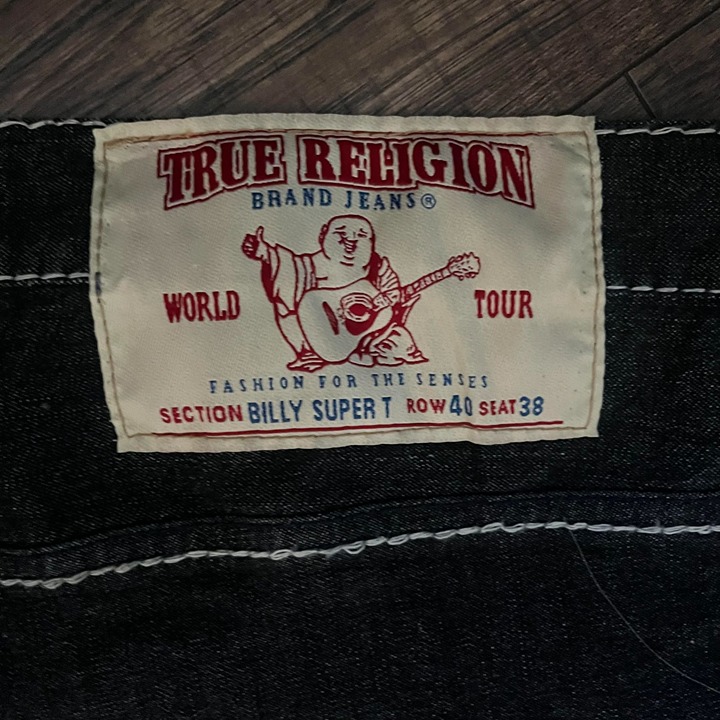 TRUE RELIGION
BRAND JEANS®
WORLD TOUR
FASHION FOR THE SENSES
SECTION BILLY SUPER T ROW 40 SEAT 38